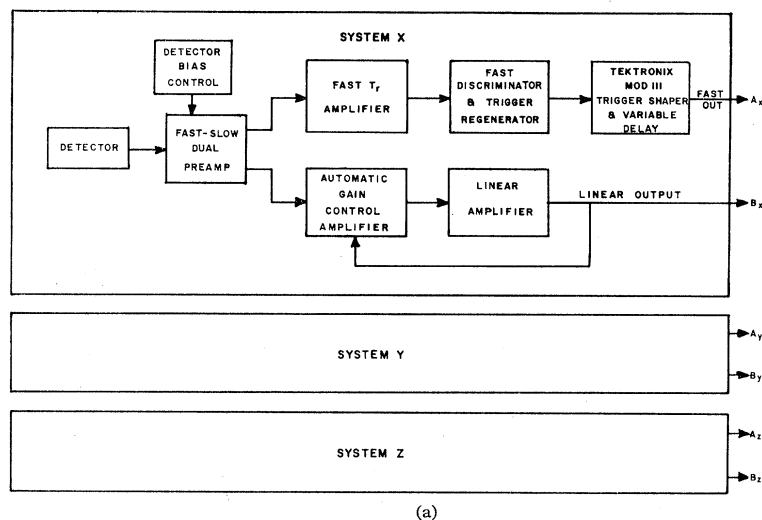 SYSTEM X
DETECTOR
BIAS
CONTROL
DETECTOR
FAST-SLOW
DUAL
PREAMP
FAST Tr
AMPLIFIER
FAST
DISCRIMINATOR
& TRIGGER
REGENERATOR
TEKTRONIX
MOD III
TRIGGER SHAPER
& VARIABLE
DELAY
FAST
OUT
Ax
AUTOMATIC
GAIN
CONTROL
AMPLIFIER
LINEAR
AMPLIFIER
LINEAR OUTPUT
Bx
SYSTEM Y
Ay
By
SYSTEM Z
Az
Bz
(a)